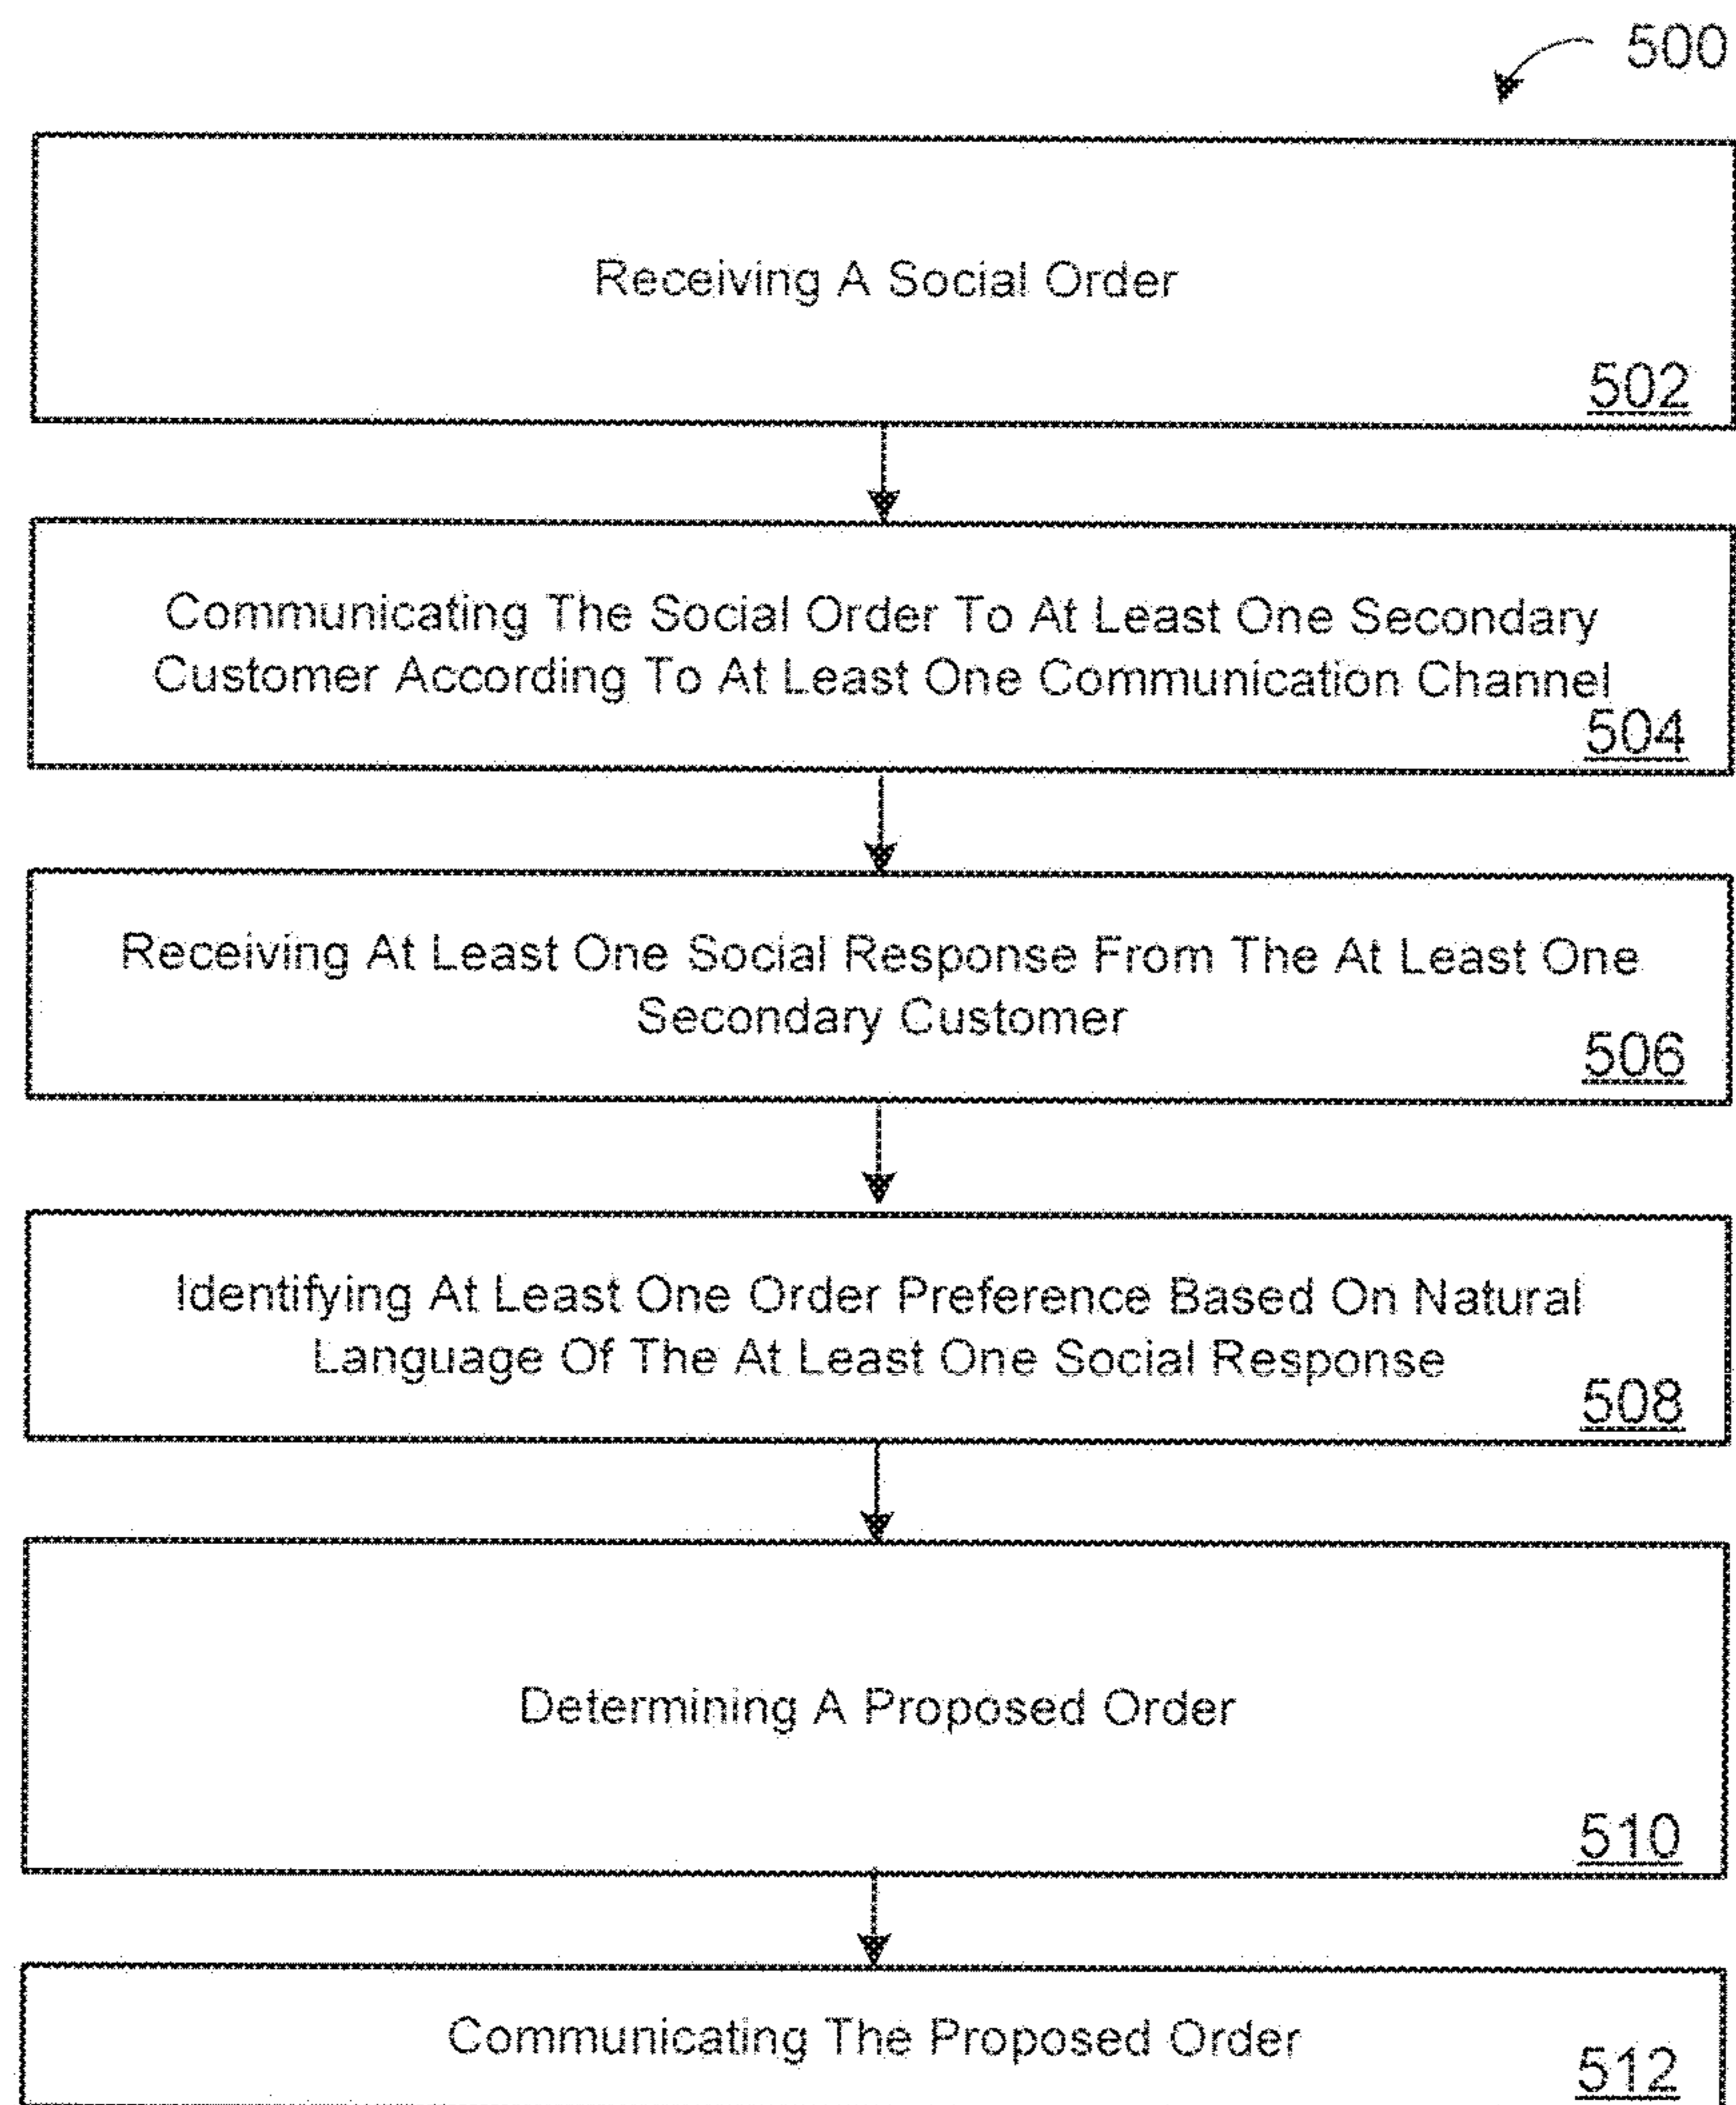 500
Receiving A Social Order
502
Communicating The Social Order To At Least One Secondary
Customer According To At Least One Communication Channel
504
Receiving At Least One Social Response From The At Least One
Secondary Customer
506
Identifying At Least One Order Preference Based On Natural
Language Of The At Least One Social Response
508
Determining A Proposed Order
510
Communicating The Proposed Order
512